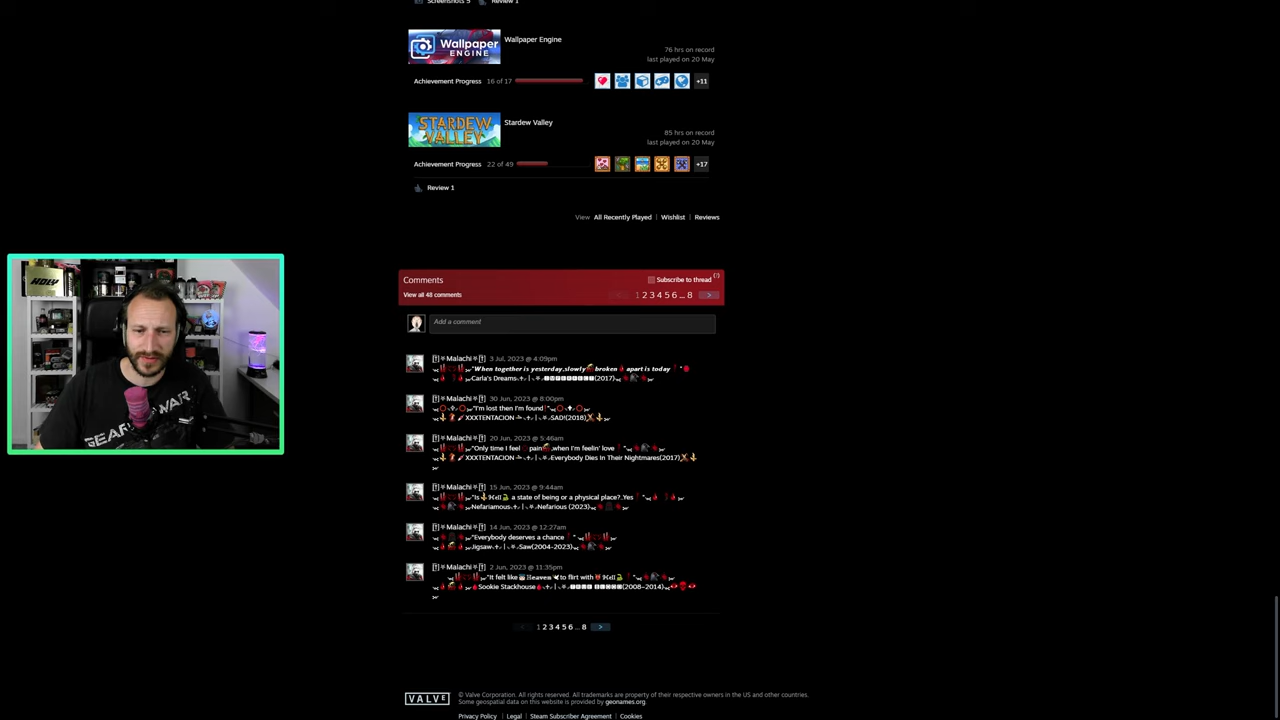 Screenshots 5 Review 1
Wallpaper ENGINE
Wallpaper Engine
76 hrs on record
last played on 20 May
Achievement Progress 16 of 17
+11
STARDEW VALLEY
Stardew Valley
85 hrs on record
last played on 20 May
Achievement Progress 22 of 49
+17
Review 1
View All Recently Played | Wishlist | Reviews
HOLY
Comments
Subscribe to thread (?)
View all 48 comments
< 1 2 3 4 5 6 ... 8 >
Add a comment
Malachi 3 Jul, 2023 @ 4:09pm
"When together is yesterday,slowly broken apart is today "
Carla's Dreams (2017)
Malachi 30 Jun, 2023 @ 8:00pm
"I'm lost then I'm found "
XXXTENTACION SAD!(2018)
Malachi 20 Jun, 2023 @ 5:46am
"Only time I feel pain ,when I'm feelin' love "
XXXTENTACION Everybody Dies In Their Nightmares(2017)
Malachi 15 Jun, 2023 @ 9:44am
"Is Hell a state of being or a physical place?.Yes "
Nefariamous Nefarious (2023)
Malachi 14 Jun, 2023 @ 12:27am
"Everybody deserves a chance "
Jigsaw Saw(2004-2023)
Malachi 2 Jun, 2023 @ 11:35pm
"It felt like Heaven to flirt with Hell "
Sookie Stackhouse (2008-2014)
< 1 2 3 4 5 6 ... 8 >
VALVE
© Valve Corporation. All rights reserved. All trademarks are property of their respective owners in the US and other countries.
Some geospatial data on this website is provided by geonames.org.
Privacy Policy | Legal | Steam Subscriber Agreement | Cookies